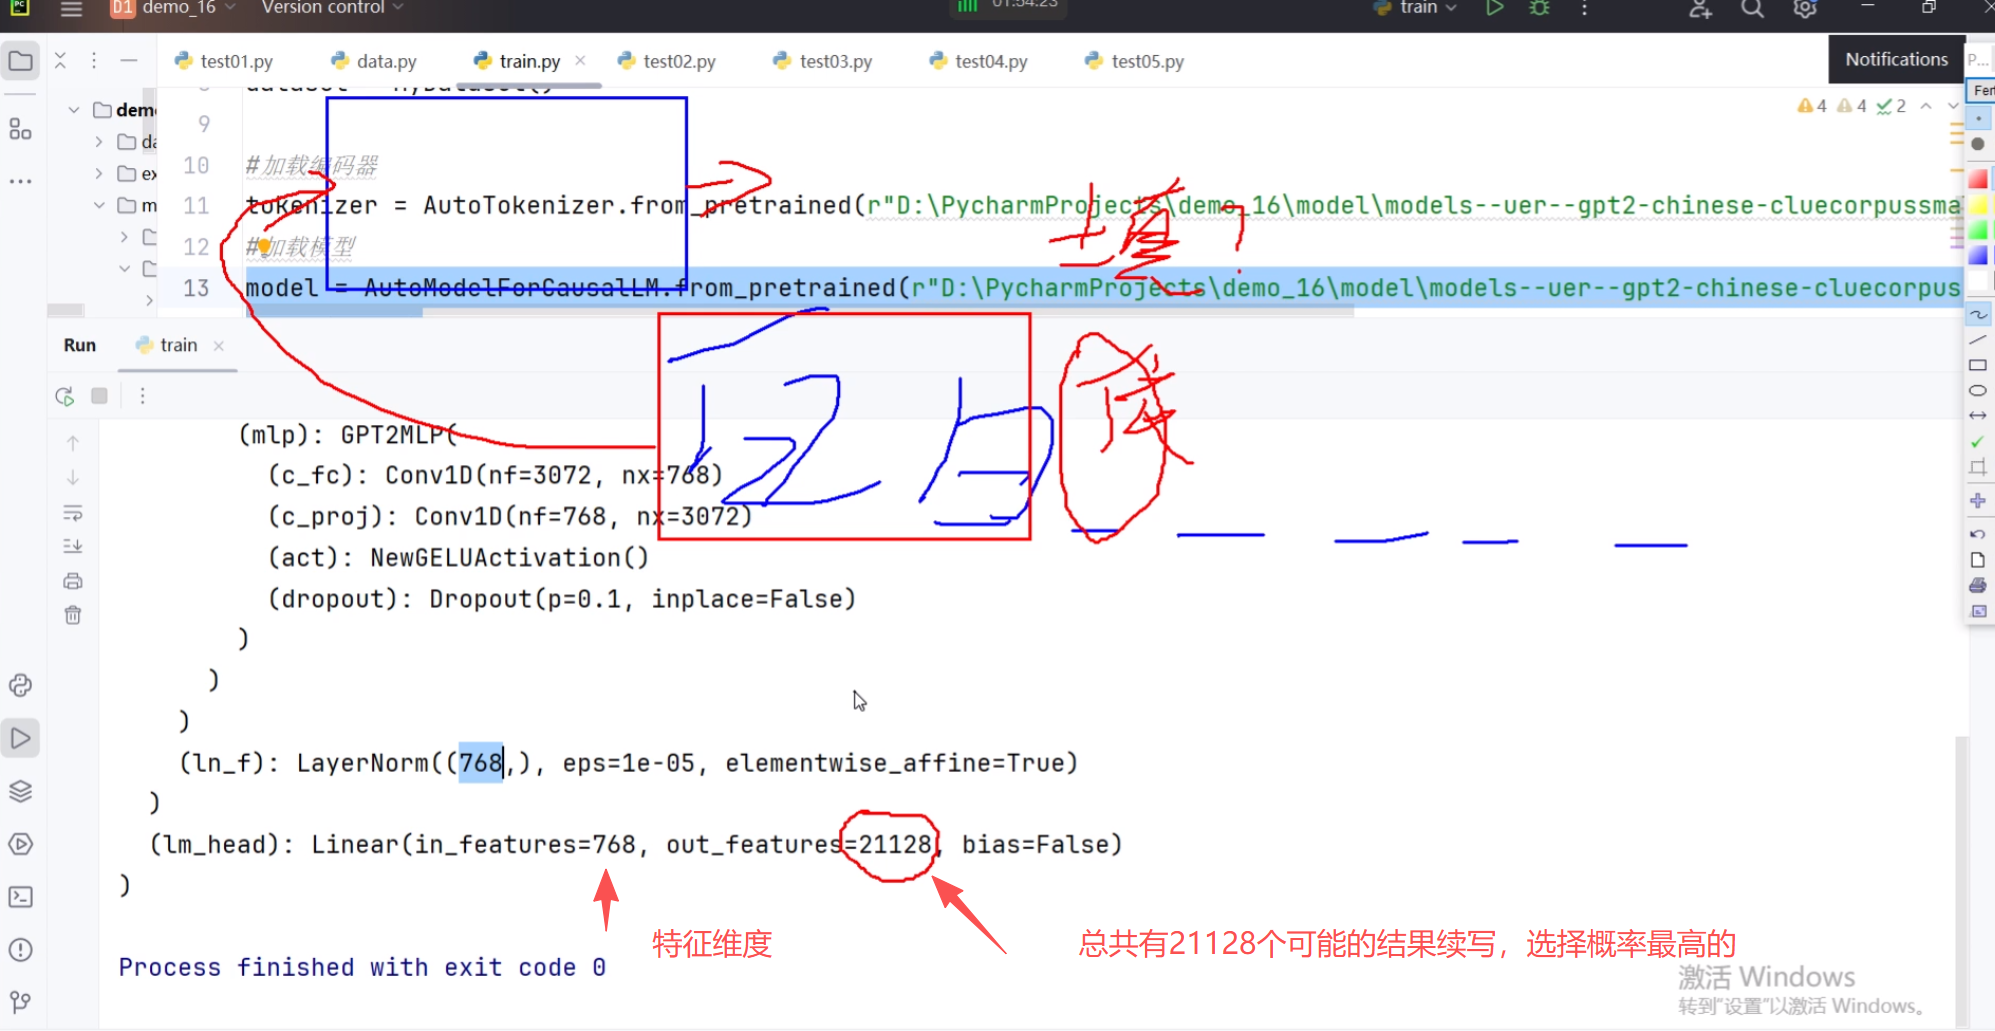 D1 demo_16 Version control
01:54:23
train
test01.py data.py train.py test02.py test03.py test04.py test05.py
Notifications
dem
4 4 2
9
da
10 #加载编码器
ex
11 tokenizer = AutoTokenizer.from_pretrained(r"D:\PycharmProjects\demo_16\model\models--uer--gpt2-chinese-cluecorpussma
m
12 #加载模型
13 model = AutoModelForCausalLM.from_pretrained(r"D:\PycharmProjects\demo_16\model\models--uer--gpt2-chinese-cluecorpus
Run train
(mlp): GPT2MLP(
(c_fc): Conv1D(nf=3072, nx=768)
(c_proj): Conv1D(nf=768, nx=3072)
(act): NewGELUActivation()
(dropout): Dropout(p=0.1, inplace=False)
)
)
)
(ln_f): LayerNorm((768,), eps=1e-05, elementwise_affine=True)
)
(lm_head): Linear(in_features=768, out_features=21128, bias=False)
)
特征维度
总共有21128个可能的结果续写，选择概率最高的
Process finished with exit code 0
激活 Windows
转到"设置"以激活 Windows。